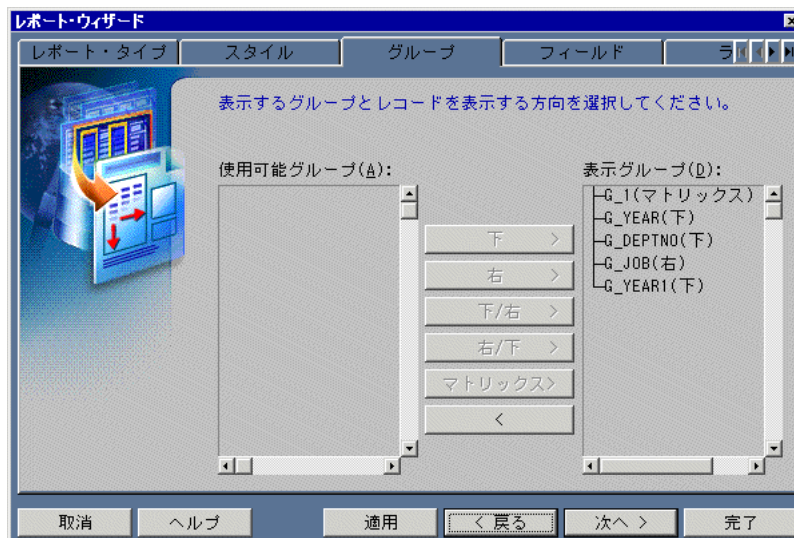 レポート・ウィザード
レポート・タイプ スタイル グループ フィールド ラ
表示するグループとレコードを表示する方向を選択してください。
使用可能グループ(A): 表示グループ(D):
G_1(マトリックス)
G_YEAR(下)
G_DEPTNO(下)
G_JOB(右)
G_YEAR1(下)
下 >
右 >
下/右 >
右/下 >
マトリックス>
<
取消 ヘルプ 適用 < 戻る 次へ > 完了